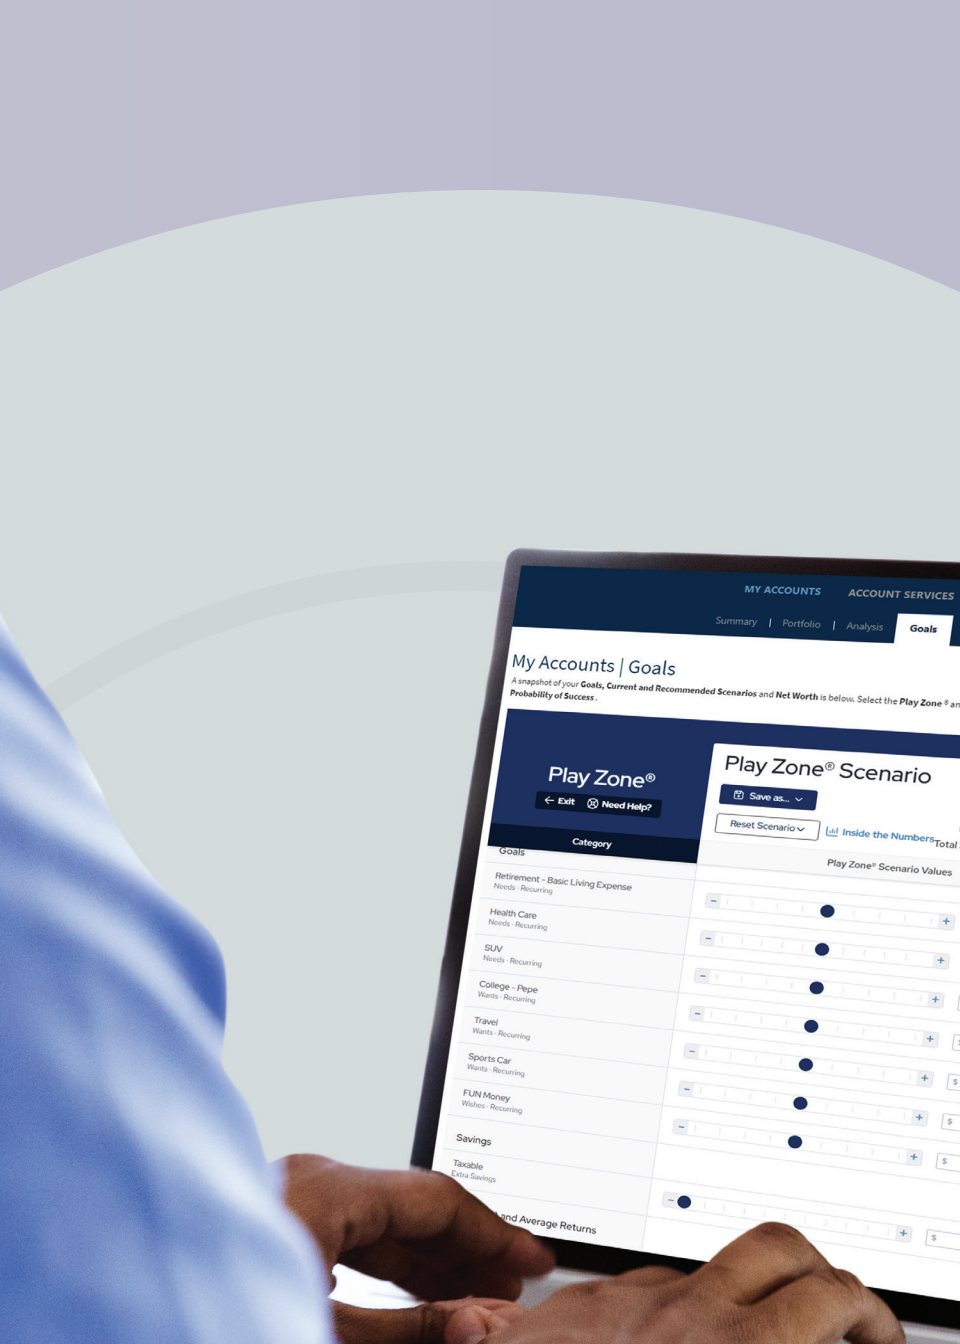 MY ACCOUNTS ACCOUNT SERVICES
Summary | Portfolio | Analysis Goals
My Accounts | Goals
A snapshot of your Goals, Current and Recommended Scenarios and Net Worth is below. Select the Play Zone ® an
Probability of Success .
Play Zone®
← Exit Need Help?
Category
Play Zone® Scenario
Save as...
Reset Scenario Inside the Numbers Total
Play Zone® Scenario Values
Goals
Retirement - Basic Living Expense
Needs - Recurring
Health Care
Needs - Recurring
SUV
Needs - Recurring
College - Pepe
Wants - Recurring
Travel
Wants - Recurring
Sports Car
Wants - Recurring
FUN Money
Wishes - Recurring
Savings
Taxable
Extra Savings
and Average Returns